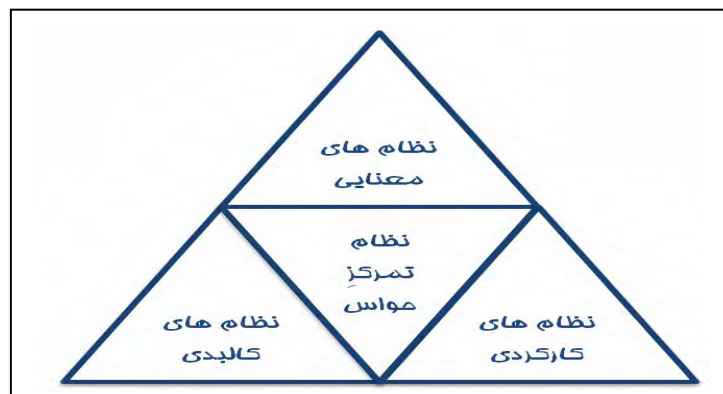 نظام های
معنایی
نظام
تمرکزِ
حواس
نظام های
کارکردی
نظام های
کالبدی